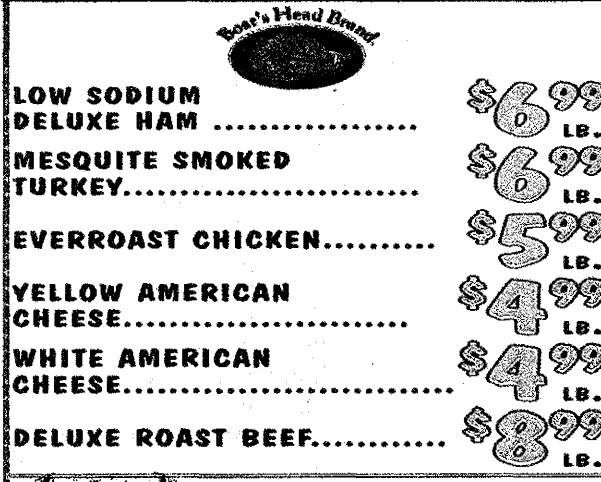 Boar's Head Brand.
LOW SODIUM
DELUXE HAM .................. $6.99 LB.
MESQUITE SMOKED
TURKEY.......................... $6.99 LB.
EVERROAST CHICKEN.......... $5.99 LB.
YELLOW AMERICAN
CHEESE......................... $4.99 LB.
WHITE AMERICAN
CHEESE............................. $4.99 LB.
DELUXE ROAST BEEF............ $8.99 LB.